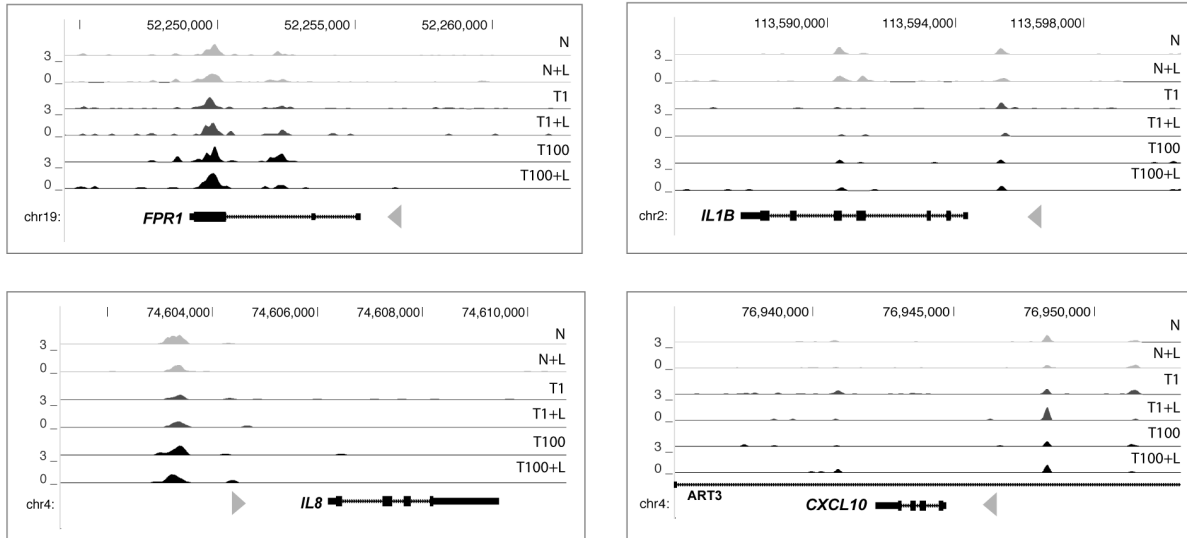 52,250,000 52,255,000 52,260,000
N
3
N+L
0
T1
3
T1+L
0
T100
3
T100+L
0
chr19: FPR1
113,590,000 113,594,000 113,598,000
N
3
N+L
0
T1
3
T1+L
0
T100
3
T100+L
0
chr2: IL1B
74,604,000 74,606,000 74,608,000 74,610,000
N
3
N+L
0
T1
3
T1+L
0
T100
3
T100+L
0
chr4: IL8
76,940,000 76,945,000 76,950,000
N
3
N+L
0
T1
3
T1+L
0
T100
3
T100+L
0
ART3
chr4: CXCL10